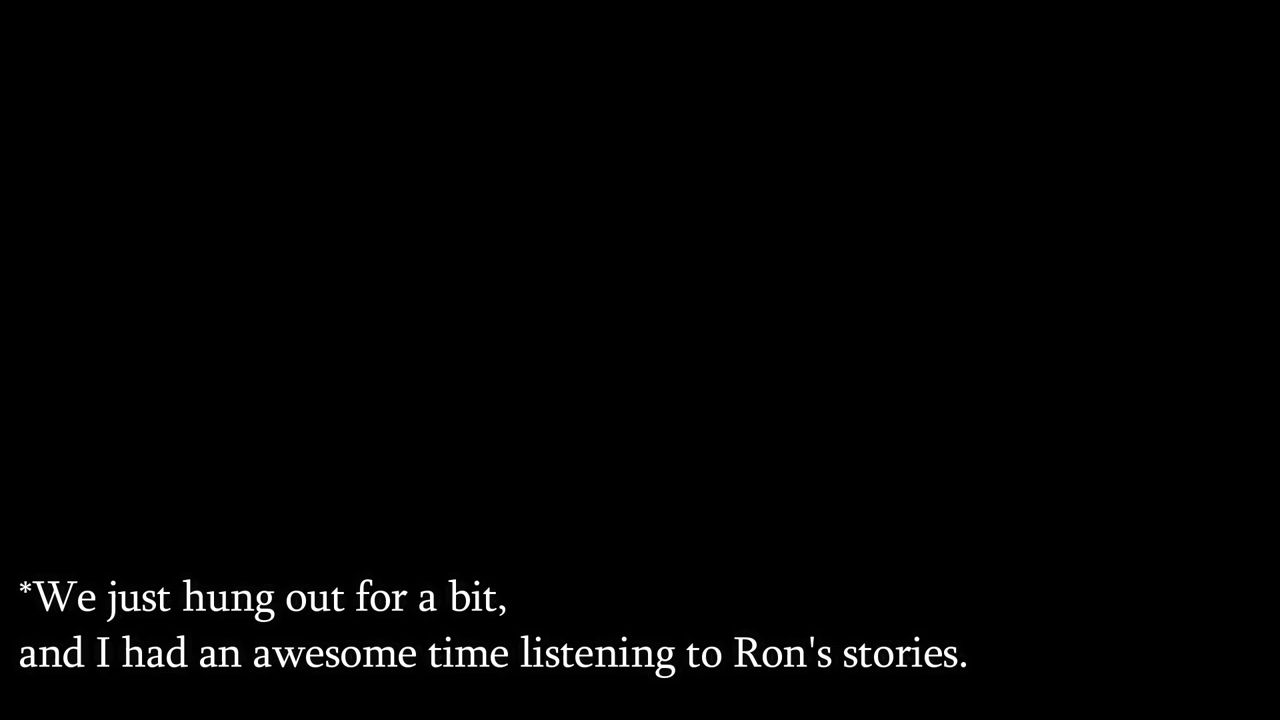 *We just hung out for a bit,
and I had an awesome time listening to Ron's stories.